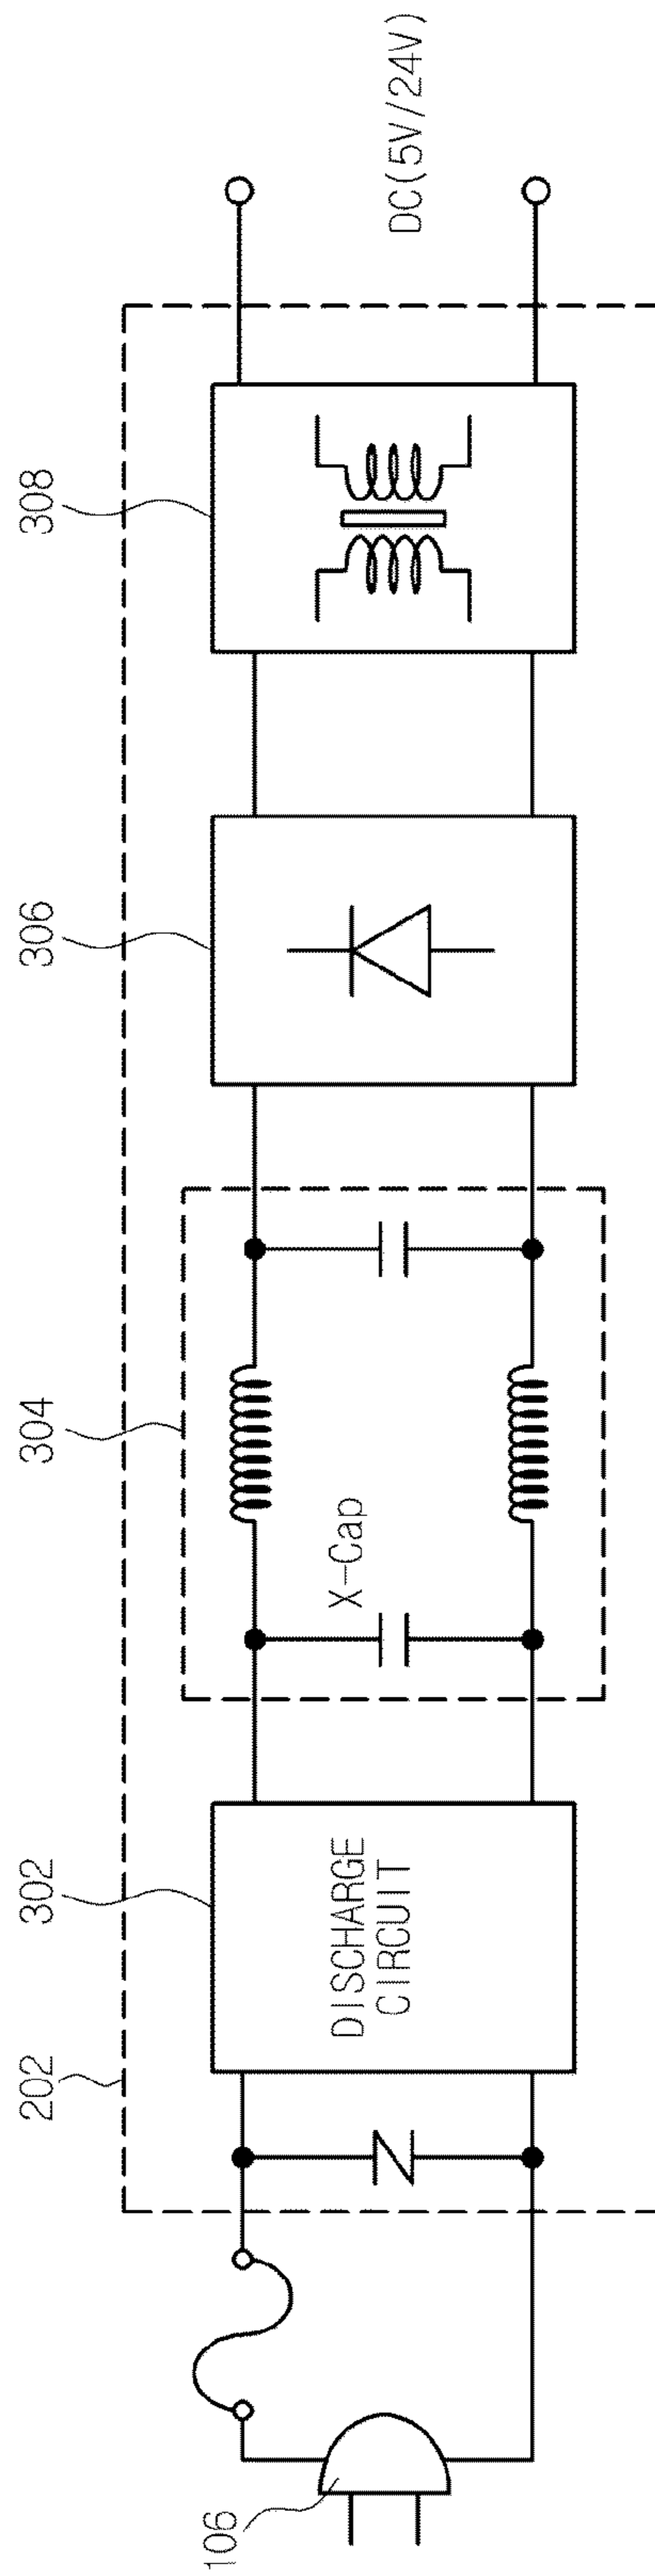 106
202
302
304
306
308
DISCHARGE
CIRCUIT
X-Cap
DC(5V/24V)